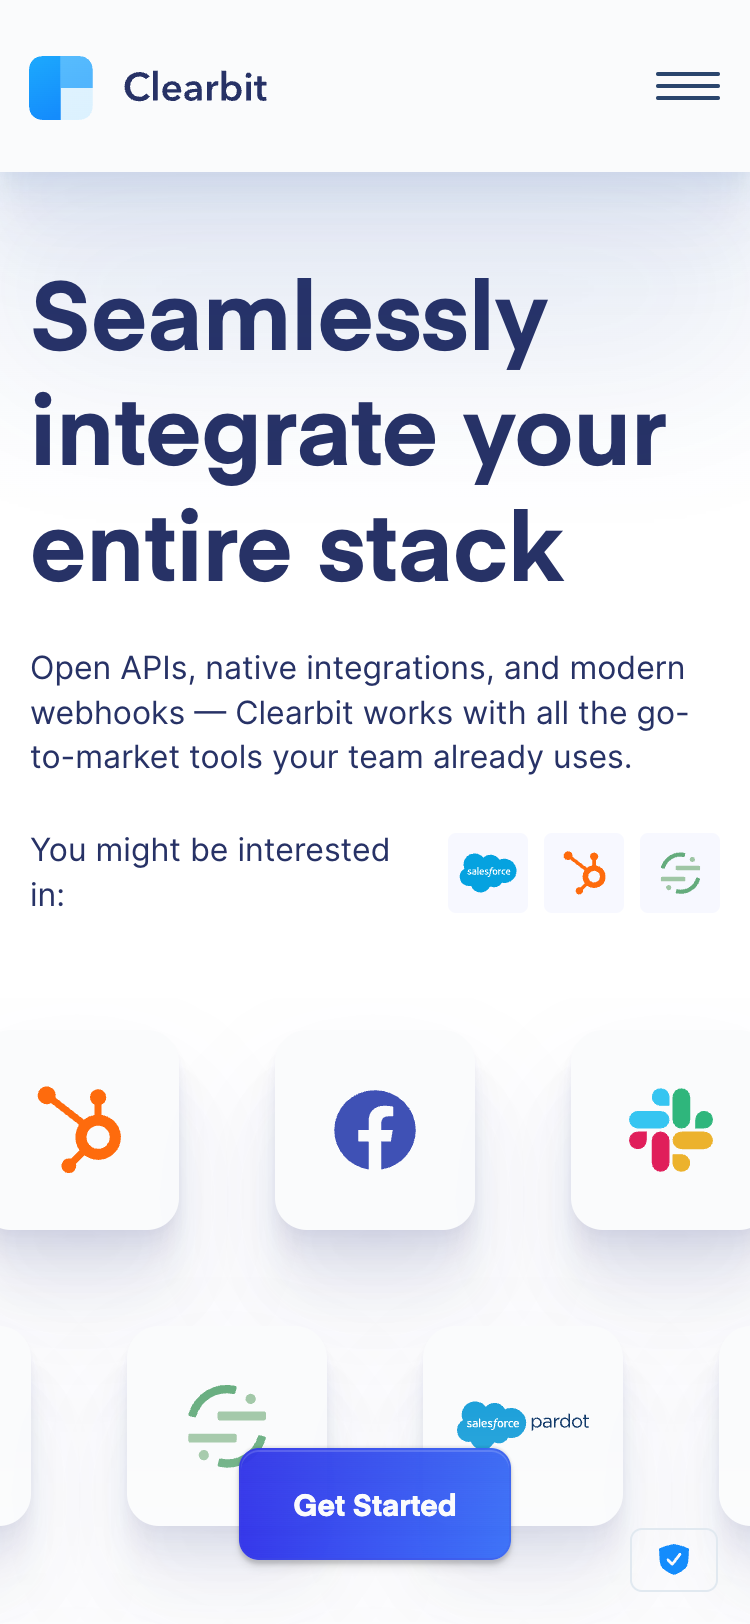 Clearbit
Seamlessly
integrate your
entire stack
Open APIs, native integrations, and modern
webhooks — Clearbit works with all the go-
to-market tools your team already uses.
You might be interested
in:
salesforce
salesforce pardot
Get Started